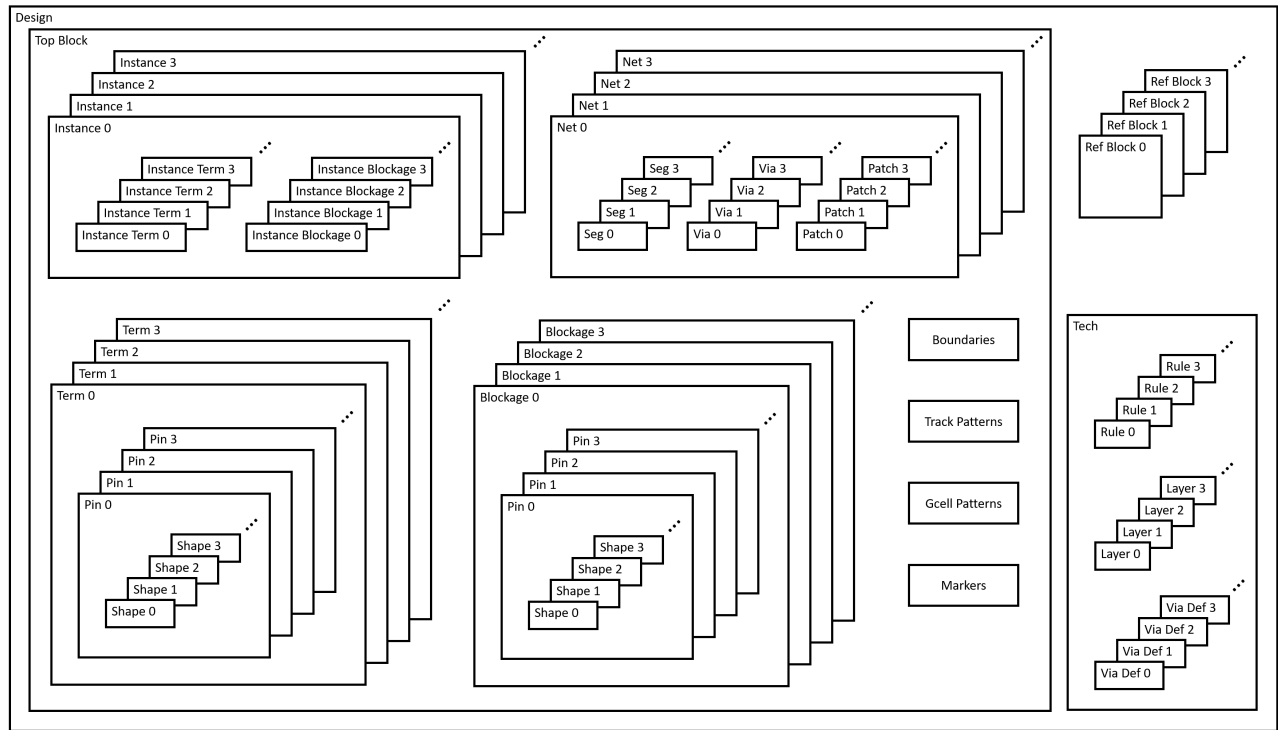 Design
Top Block
Instance 3
Instance 2
Instance 1
Instance 0
Instance Term 3
Instance Term 2
Instance Term 1
Instance Term 0
Instance Blockage 3
Instance Blockage 2
Instance Blockage 1
Instance Blockage 0
Net 3
Net 2
Net 1
Net 0
Seg 3
Seg 2
Seg 1
Seg 0
Via 3
Via 2
Via 1
Via 0
Patch 3
Patch 2
Patch 1
Patch 0
Term 3
Term 2
Term 1
Term 0
Pin 3
Pin 2
Pin 1
Pin 0
Shape 3
Shape 2
Shape 1
Shape 0
Blockage 3
Blockage 2
Blockage 1
Blockage 0
Pin 3
Pin 2
Pin 1
Pin 0
Shape 3
Shape 2
Shape 1
Shape 0
Boundaries
Track Patterns
Gcell Patterns
Markers
Ref Block 3
Ref Block 2
Ref Block 1
Ref Block 0
Tech
Rule 3
Rule 2
Rule 1
Rule 0
Layer 3
Layer 2
Layer 1
Layer 0
Via Def 3
Via Def 2
Via Def 1
Via Def 0